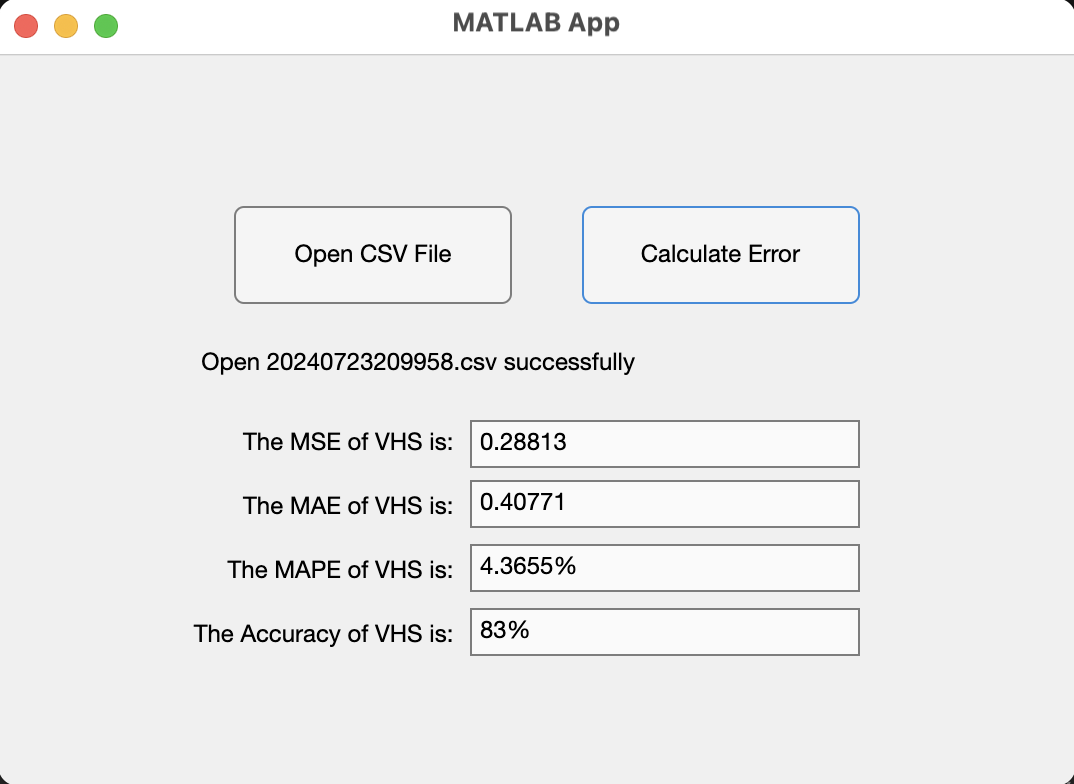 MATLAB App
Open CSV File
Calculate Error
Open 20240723209958.csv successfully
The MSE of VHS is: 0.28813
The MAE of VHS is: 0.40771
The MAPE of VHS is: 4.3655%
The Accuracy of VHS is: 83%